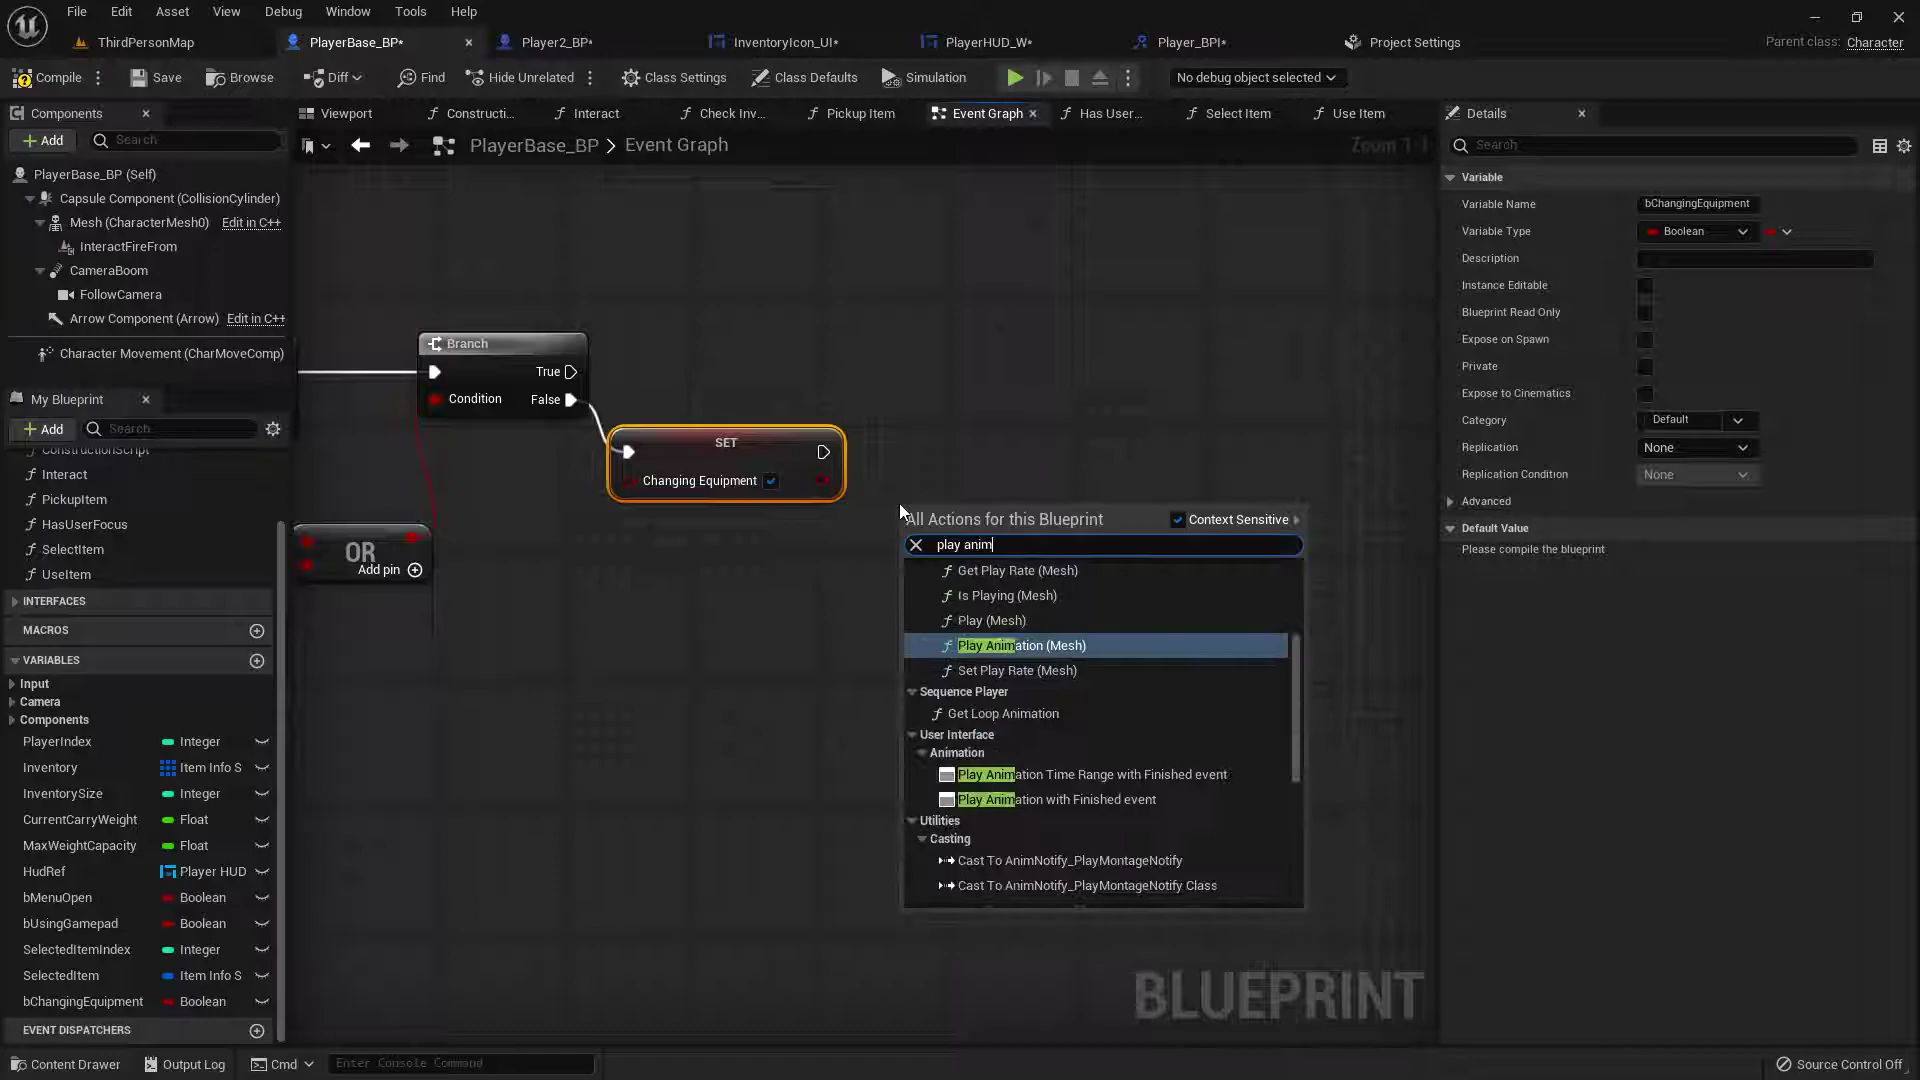 File Edit Asset View Debug Window Tools Help
ThirdPersonMap PlayerBase_BP* Player2_BP* InventoryIcon_UI* PlayerHUD_W* Player_BPI* Project Settings Parent class: Character
Compile Save Browse Diff Find Hide Unrelated Class Settings Class Defaults Simulation No debug object selected
Components
Add Search
PlayerBase_BP (Self)
Capsule Component (CollisionCylinder)
Mesh (CharacterMesh0) Edit in C++
InteractFireFrom
CameraBoom
FollowCamera
Arrow Component (Arrow) Edit in C++
Character Movement (CharMoveComp)
My Blueprint
Add Search
ConstructionScript
Interact
PickupItem
HasUserFocus
SelectItem
UseItem
INTERFACES
MACROS
VARIABLES
Input
Camera
Components
PlayerIndex Integer
Inventory Item Info S
InventorySize Integer
CurrentCarryWeight Float
MaxWeightCapacity Float
HudRef Player HUD
bMenuOpen Boolean
bUsingGamepad Boolean
SelectedItemIndex Integer
SelectedItem Item Info S
bChangingEquipment Boolean
EVENT DISPATCHERS
Viewport Constructi... Interact Check Inv... Pickup Item Event Graph Has User... Select Item Use Item
PlayerBase_BP > Event Graph Zoom 1:1
Branch
True
Condition False
SET
Changing Equipment
OR
Add pin
All Actions for this Blueprint Context Sensitive
play anim
Get Play Rate (Mesh)
Is Playing (Mesh)
Play (Mesh)
Play Animation (Mesh)
Set Play Rate (Mesh)
Sequence Player
Get Loop Animation
User Interface
Animation
Play Animation Time Range with Finished event
Play Animation with Finished event
Utilities
Casting
Cast To AnimNotify_PlayMontageNotify
Cast To AnimNotify_PlayMontageNotify Class
BLUEPRINT
Details
Search
Variable
Variable Name bChangingEquipment
Variable Type Boolean
Description
Instance Editable
Blueprint Read Only
Expose on Spawn
Private
Expose to Cinematics
Category Default
Replication None
Replication Condition None
Advanced
Default Value
Please compile the blueprint
Content Drawer Output Log Cmd Enter Console Command Source Control Off